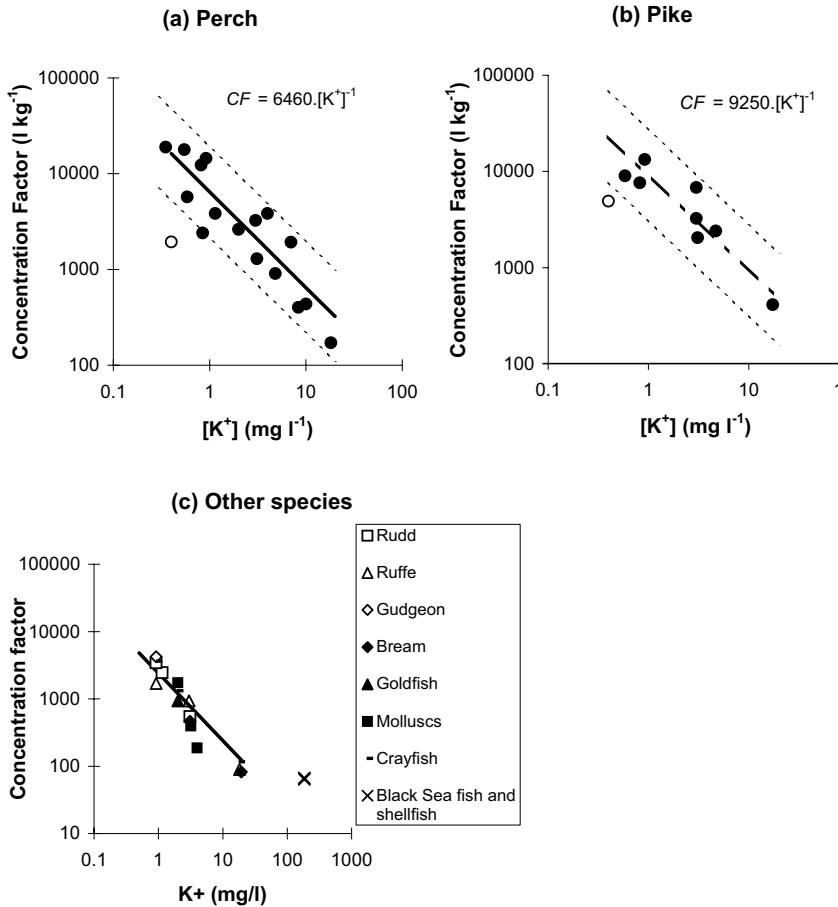 (a) Perch
100000
10000
1000
100
Concentration Factor (l kg-1)
CF = 6460.[K+]-1
0.1 1 10 100
[K+] (mg l-1)
(b) Pike
100000
10000
1000
100
Concentration Factor (l kg-1)
CF = 9250.[K+]-1
0.1 1 10 1
[K+] (mg l-1)
(c) Other species
100000
10000
1000
100
10
Concentration factor
0.1 1 10 100 1000
K+ (mg/l)
Rudd
Ruffe
Gudgeon
Bream
Goldfish
Molluscs
Crayfish
Black Sea fish and
shellfish